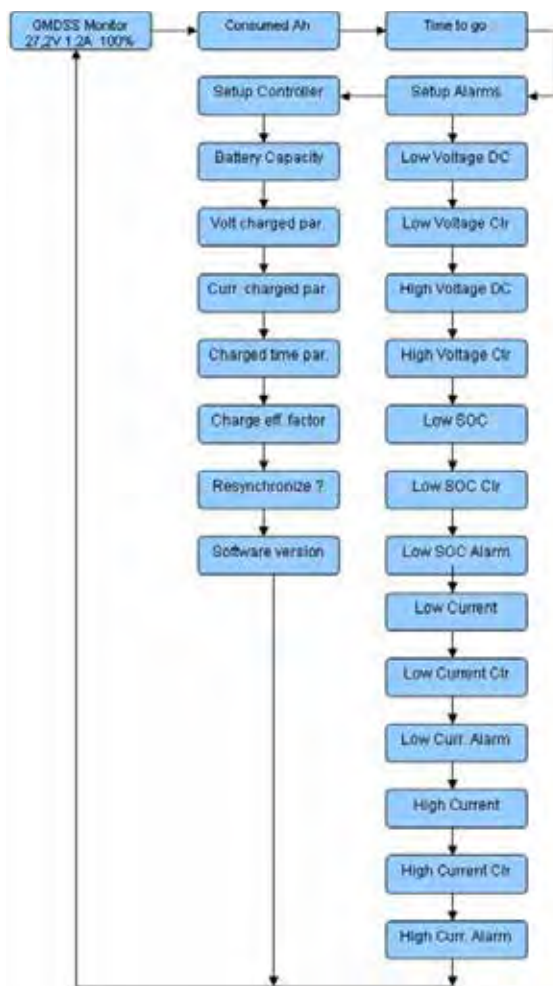 GMDSS Monitor
27,2V 1.2A 100%
Consumed Ah
Time to go
Setup Controller
Setup Alarms
Battery Capacity
Low Voltage DC
Volt charged par.
Low Voltage Clr
Curr. charged par.
High Voltage DC
Charged time par.
High Voltage Clr
Charge eff. factor
Low SOC
Resynchronize ?
Low SOC Clr
Software version
Low SOC Alarm
Low Current
Low Current Clr
Low Curr. Alarm
High Current
High Current Clr
High Curr. Alarm